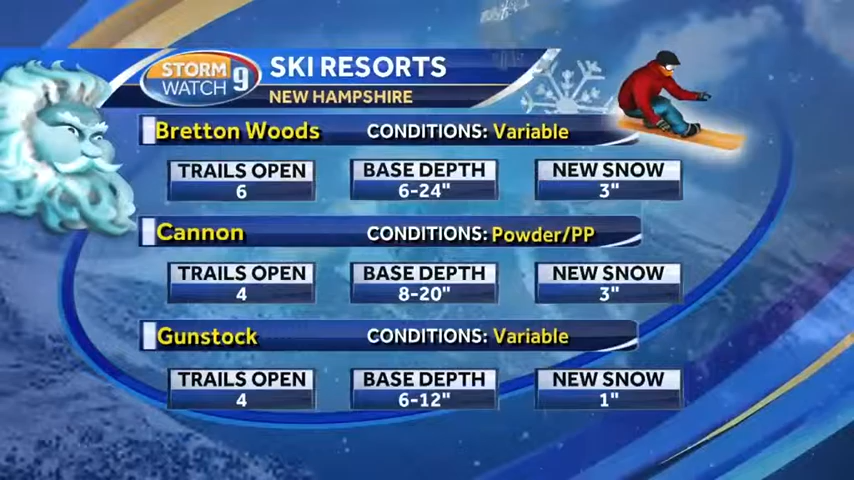 STORM WATCH 9 SKI RESORTS
NEW HAMPSHIRE
Bretton Woods CONDITIONS: Variable
TRAILS OPEN BASE DEPTH NEW SNOW
6 6-24" 3"
Cannon CONDITIONS: Powder/PP
TRAILS OPEN BASE DEPTH NEW SNOW
4 8-20" 3"
Gunstock CONDITIONS: Variable
TRAILS OPEN BASE DEPTH NEW SNOW
4 6-12" 1"